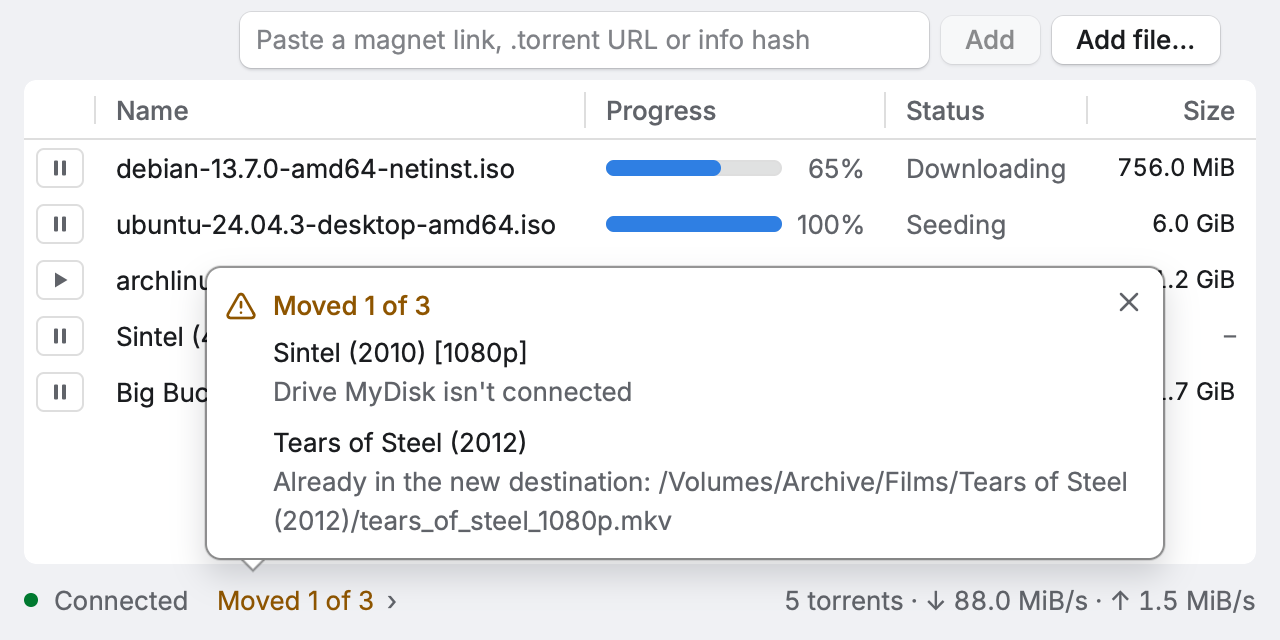 Paste a magnet link, .torrent URL or info hash
Add
Add file...
Name Progress Status Size
debian-13.7.0-amd64-netinst.iso 65% Downloading 756.0 MiB
ubuntu-24.04.3-desktop-amd64.iso 100% Seeding 6.0 GiB
Moved 1 of 3
Sintel (2010) [1080p]
Drive MyDisk isn't connected
Tears of Steel (2012)
Already in the new destination: /Volumes/Archive/Films/Tears of Steel
(2012)/tears_of_steel_1080p.mkv
Sintel
–
Big
GiB
GiB
Connected Moved 1 of 3 ›
5 torrents · ↓ 88.0 MiB/s · ↑ 1.5 MiB/s